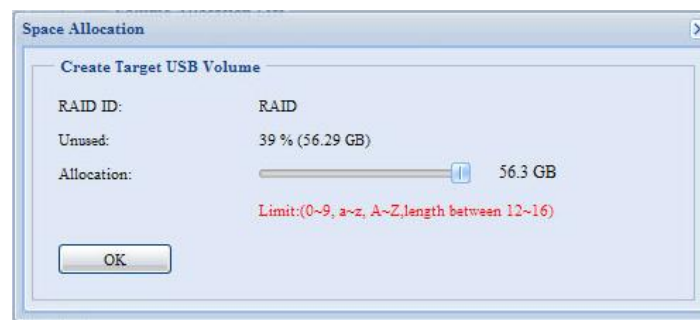 Space Allocation
Create Target USB Volume
RAID ID: RAID
Unused: 39 % (56.29 GB)
Allocation: 56.3 GB
Limit:(0~9, a~z, A~Z,length between 12~16)
OK